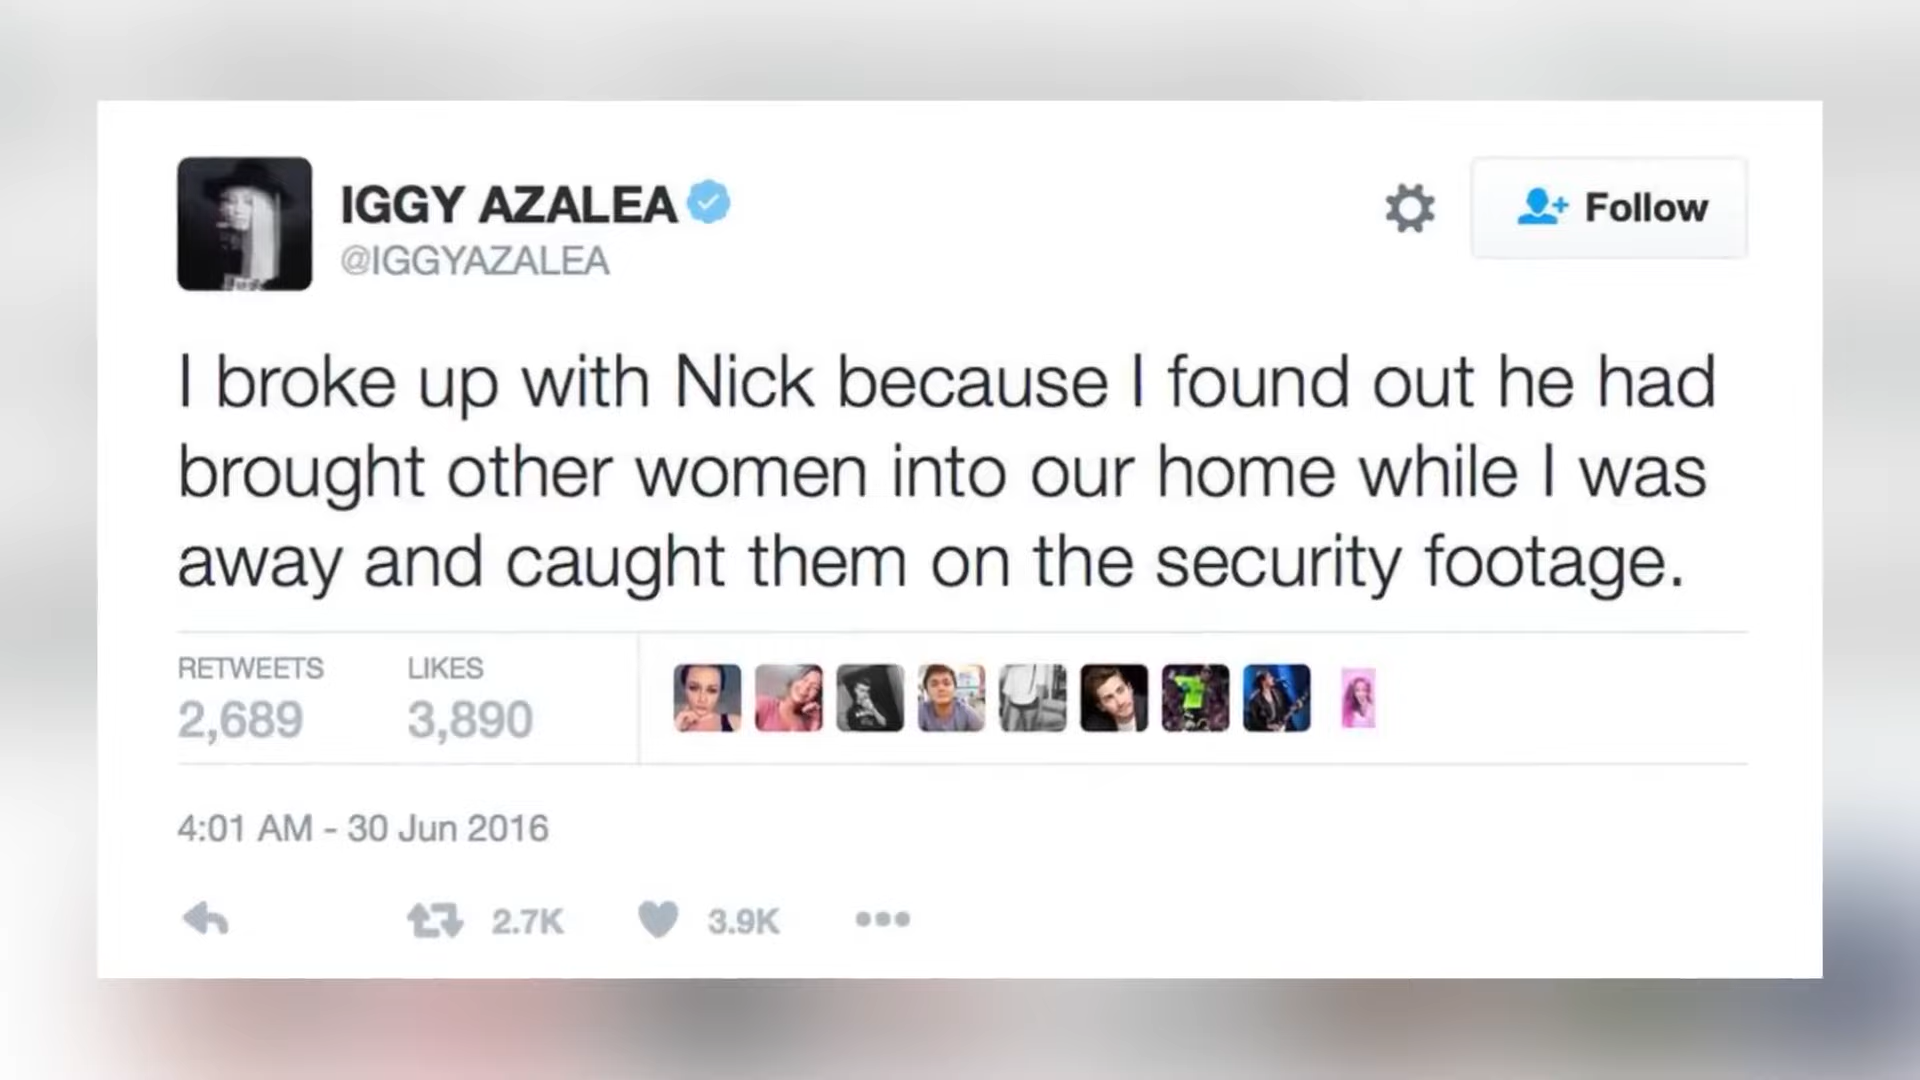 IGGY AZALEA
@IGGYAZALEA
Follow
I broke up with Nick because I found out he had
brought other women into our home while I was
away and caught them on the security footage.
RETWEETS
LIKES
2,689
3,890
4:01 AM - 30 Jun 2016
2.7K
3.9K